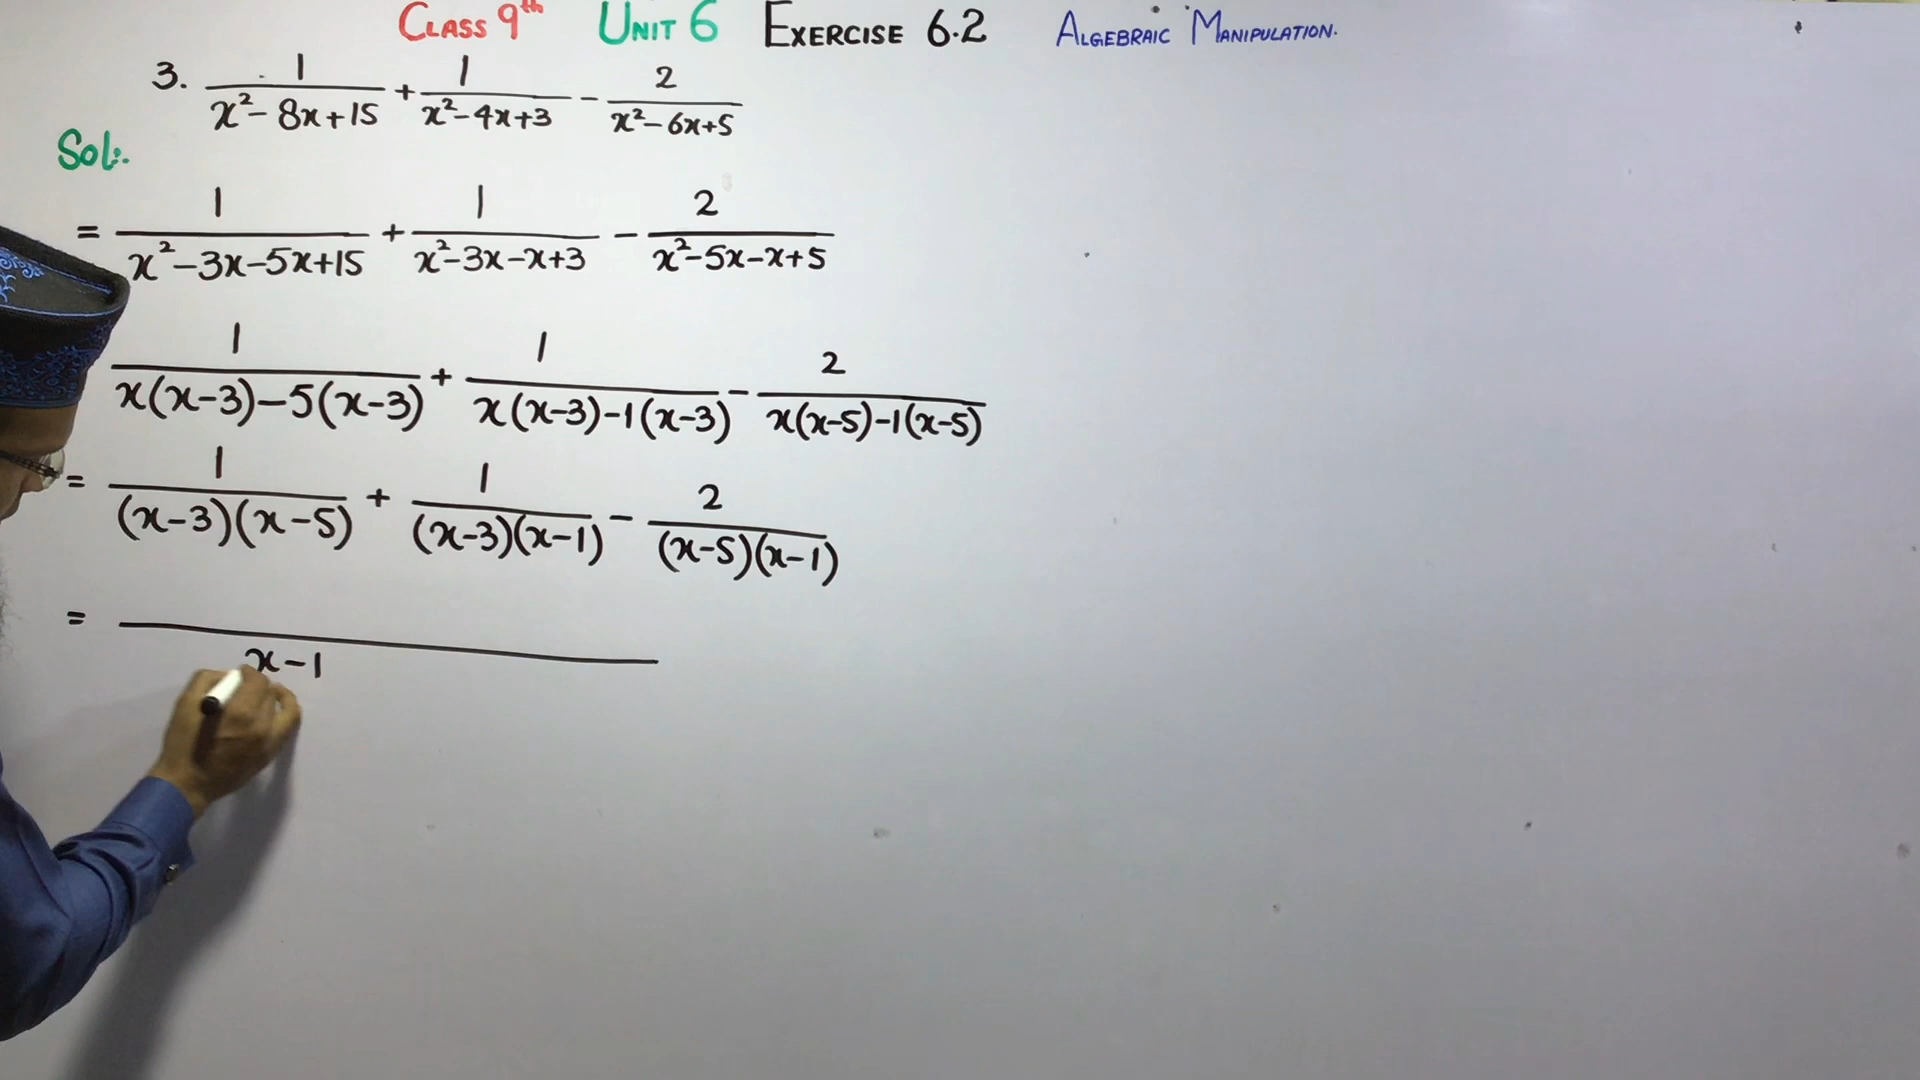 Class 9th Unit 6 Exercise 6.2 Algebraic Manipulation.
3. 1/(x²-8x+15) + 1/(x²-4x+3) - 2/(x²-6x+5)
Sol:.
= 1/(x²-3x-5x+15) + 1/(x²-3x-x+3) - 2/(x²-5x-x+5)
1/(x(x-3)-5(x-3)) + 1/(x(x-3)-1(x-3)) - 2/(x(x-5)-1(x-5))
= 1/((x-3)(x-5)) + 1/((x-3)(x-1)) - 2/((x-5)(x-1))
= /(x-1